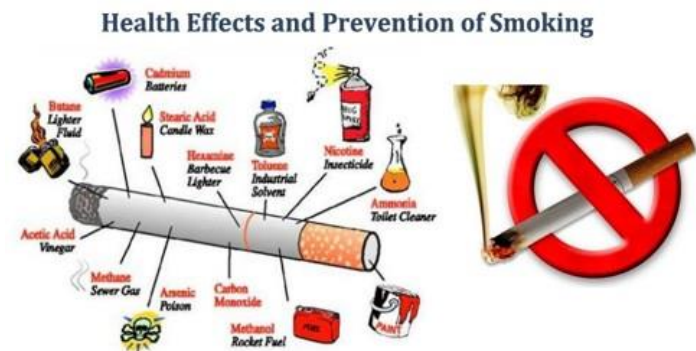 Health Effects and Prevention of Smoking
Cadmium
Batteries
Butane
Lighter
Fluid
Stearic Acid
Candle Wax
Hexamine
Barbecue
Lighter
Toluene
Industrial
Solvent
Nicotine
Insecticide
Ammonia
Toilet Cleaner
Acetic Acid
Vinegar
Methane
Sewer Gas
Arsenic
Poison
Carbon
Monoxide
Methanol
Rocket Fuel
PAINT